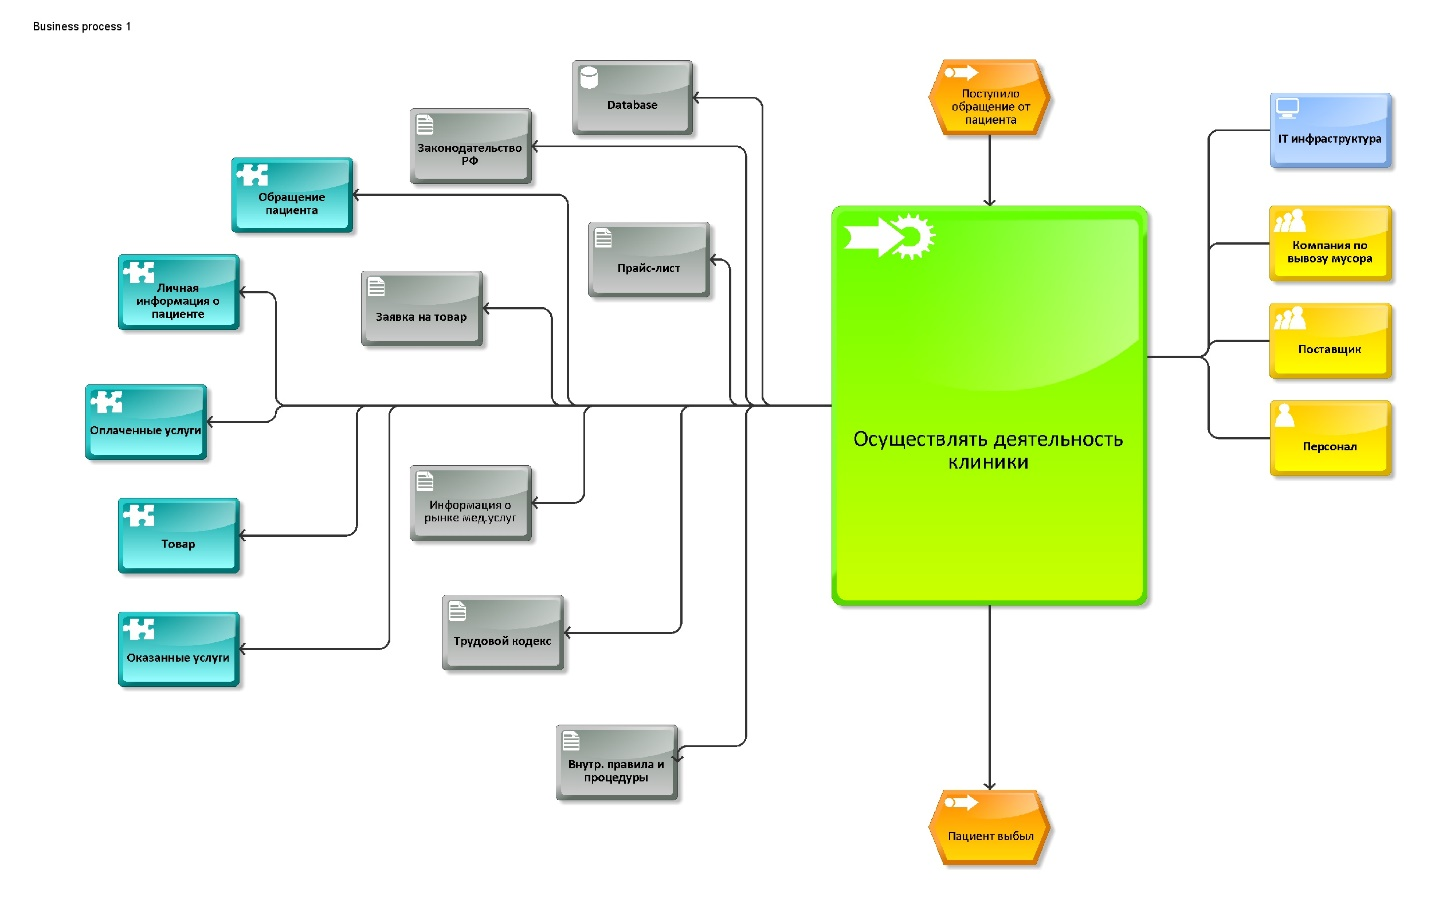 Business process 1
Database
Поступило
обращение от
пациента
IT инфраструктура
Законодательство
РФ
Обращение
пациента
Прайс-лист
Компания по
вывозу мусора
Личная
информация о
пациенте
Заявка на товар
Поставщик
Оплаченные услуги
Осуществлять деятельность
клиники
Персонал
Информация о
рынке мед.услуг
Товар
Трудовой кодекс
Оказанные услуги
Внутр. правила и
процедуры
Пациент выбыл